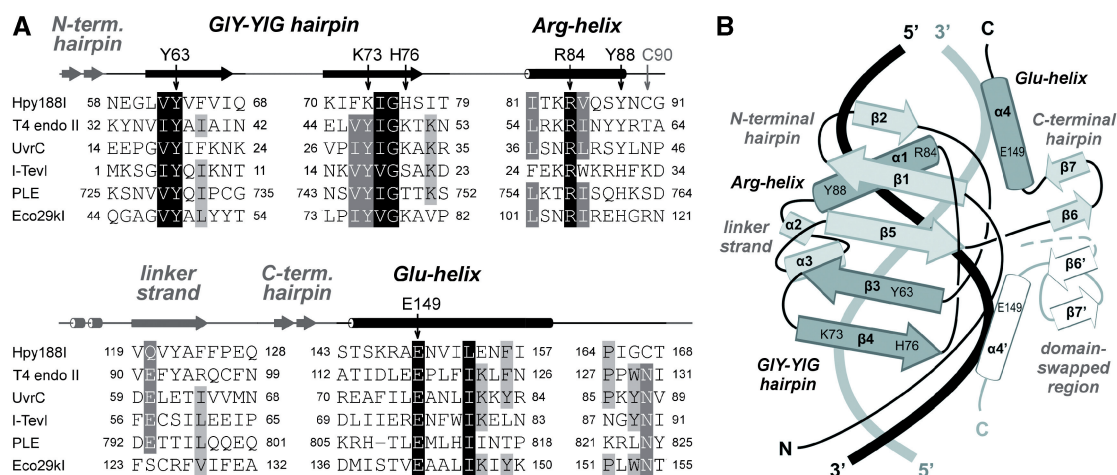 A
N-term. hairpin
GIY-YIG hairpin
Arg-helix
Y63 K73 H76 R84 Y88 C90
Hpy188I 58 NEGLVYVFVIQ 68 70 KIFKIGHSIT 79 81 ITKRVQSYNCG 91
T4 endo II 32 KYNVIYAIAIN 42 44 ELVYIGKTKN 53 54 LRKRINYYRTA 64
UvrC 14 EEPGVYIFKNK 24 26 VPIYIGKAKR 35 36 LSNRLRSYLNP 46
I-TevI 1 MKSGIYQIKNT 11 14 NKVYVGSAKD 23 24 FEKRWKRHFKD 34
PLE 725 KSNVVYQIPCG 735 743 NSVYIGTTKS 752 754 LKTRISQHKSD 764
Eco29kI 44 QGAGVYALYYT 54 73 LPIYVGKAVP 82 101 LSNRIREHGRN 121
linker strand
C-term. hairpin
Glu-helix
E149
Hpy188I 119 VQVYAFFPEQ 128 143 STSKRAENVILENFI 157 164 PIGCT 168
T4 endo II 90 VEFYARQCFN 99 112 ATIDLEEPLFIKLFN 126 127 PPWNI 131
UvrC 59 DELETIVVMN 68 70 REAFILEANLIKKYR 84 85 PKYNV 89
I-TevI 56 FECSILEEIP 65 69 DLIIERENFWIKELN 83 87 NGYNI 91
PLE 792 DETTILQQEQ 801 805 KRH-TLEMLHIINTP 818 821 KRLNY 825
Eco29kI 123 FSCRFVIFEA 132 136 DMISTVEAALIKIYK 150 151 PLWNT 155
B
5’ 3’ C
Glu-helix
α4
E149
N-terminal hairpin
β2
α1 R84
β1
C-terminal hairpin
β7
Arg-helix
Y88
β6
linker strand
α2
β5
α3
β3 Y63
β6’
E149
β7’
K73 β4 H76
α4’
GIY-YIG hairpin
domain-swapped region
N
C
3’ 5’